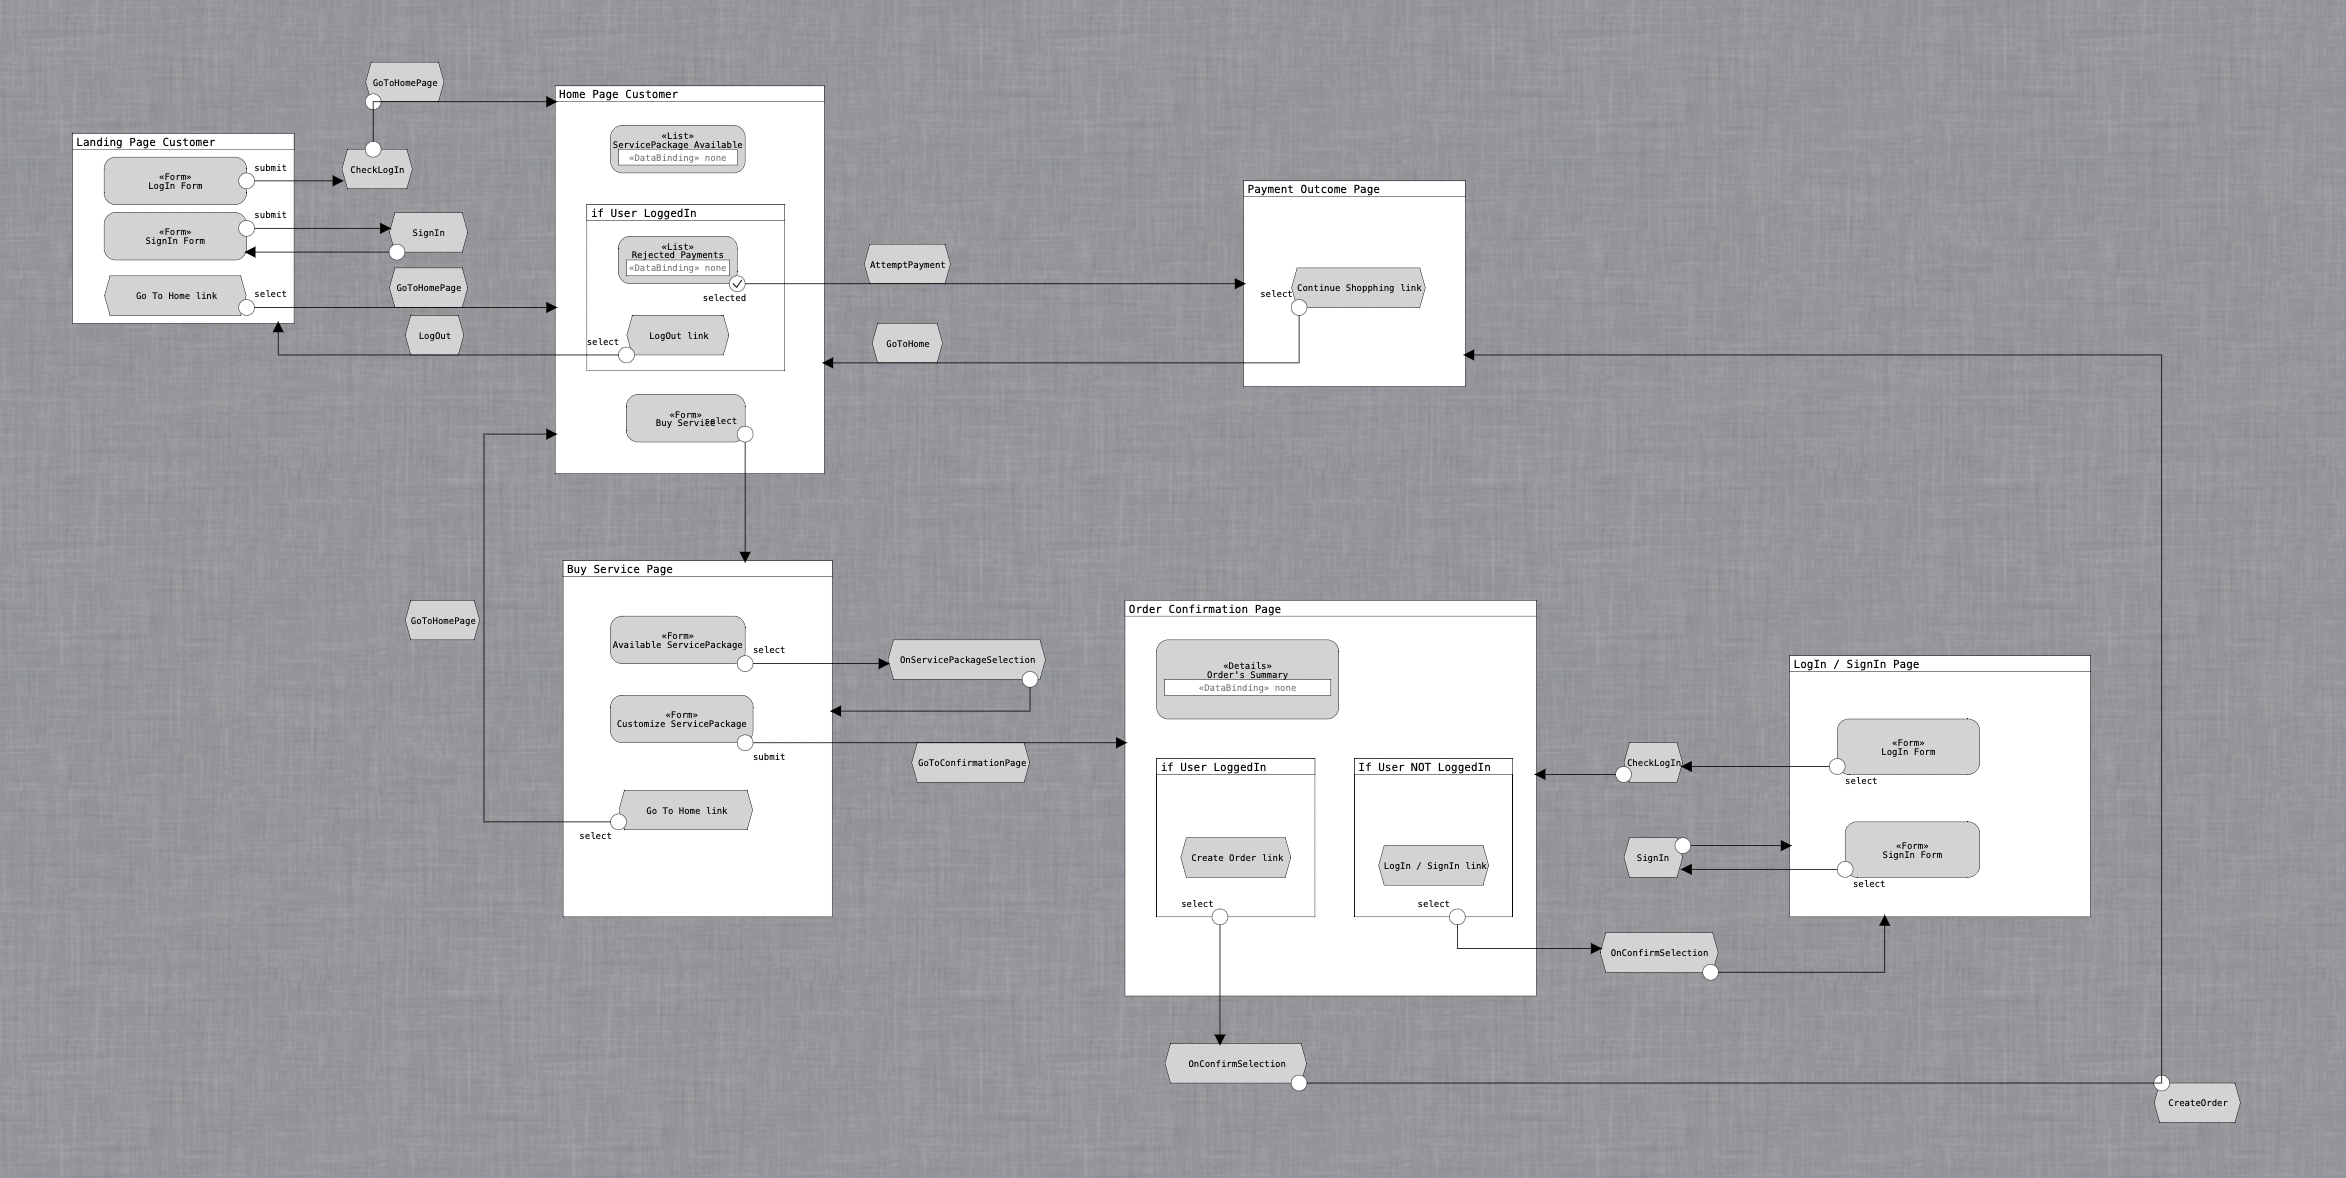 GoToHomePage
Landing Page Customer
«Form»
LogIn Form
submit
CheckLogIn
«Form»
SignIn Form
submit
SignIn
Go To Home link
select
GoToHomePage
LogOut
Home Page Customer
«List»
ServicePackage Available
«DataBinding» none
if User LoggedIn
«List»
Rejected Payments
«DataBinding» none
selected
LogOut link
select
«Form»
Buy Service
select
AttemptPayment
GoToHome
Payment Outcome Page
select
Continue Shopphing link
GoToHomePage
Buy Service Page
«Form»
Available ServicePackage
select
OnServicePackageSelection
«Form»
Customize ServicePackage
submit
GoToConfirmationPage
Go To Home link
select
Order Confirmation Page
«Details»
Order's Summary
«DataBinding» none
if User LoggedIn
Create Order link
select
If User NOT LoggedIn
LogIn / SignIn link
select
CheckLogIn
SignIn
OnConfirmSelection
LogIn / SignIn Page
«Form»
LogIn Form
select
«Form»
SignIn Form
select
OnConfirmSelection
CreateOrder